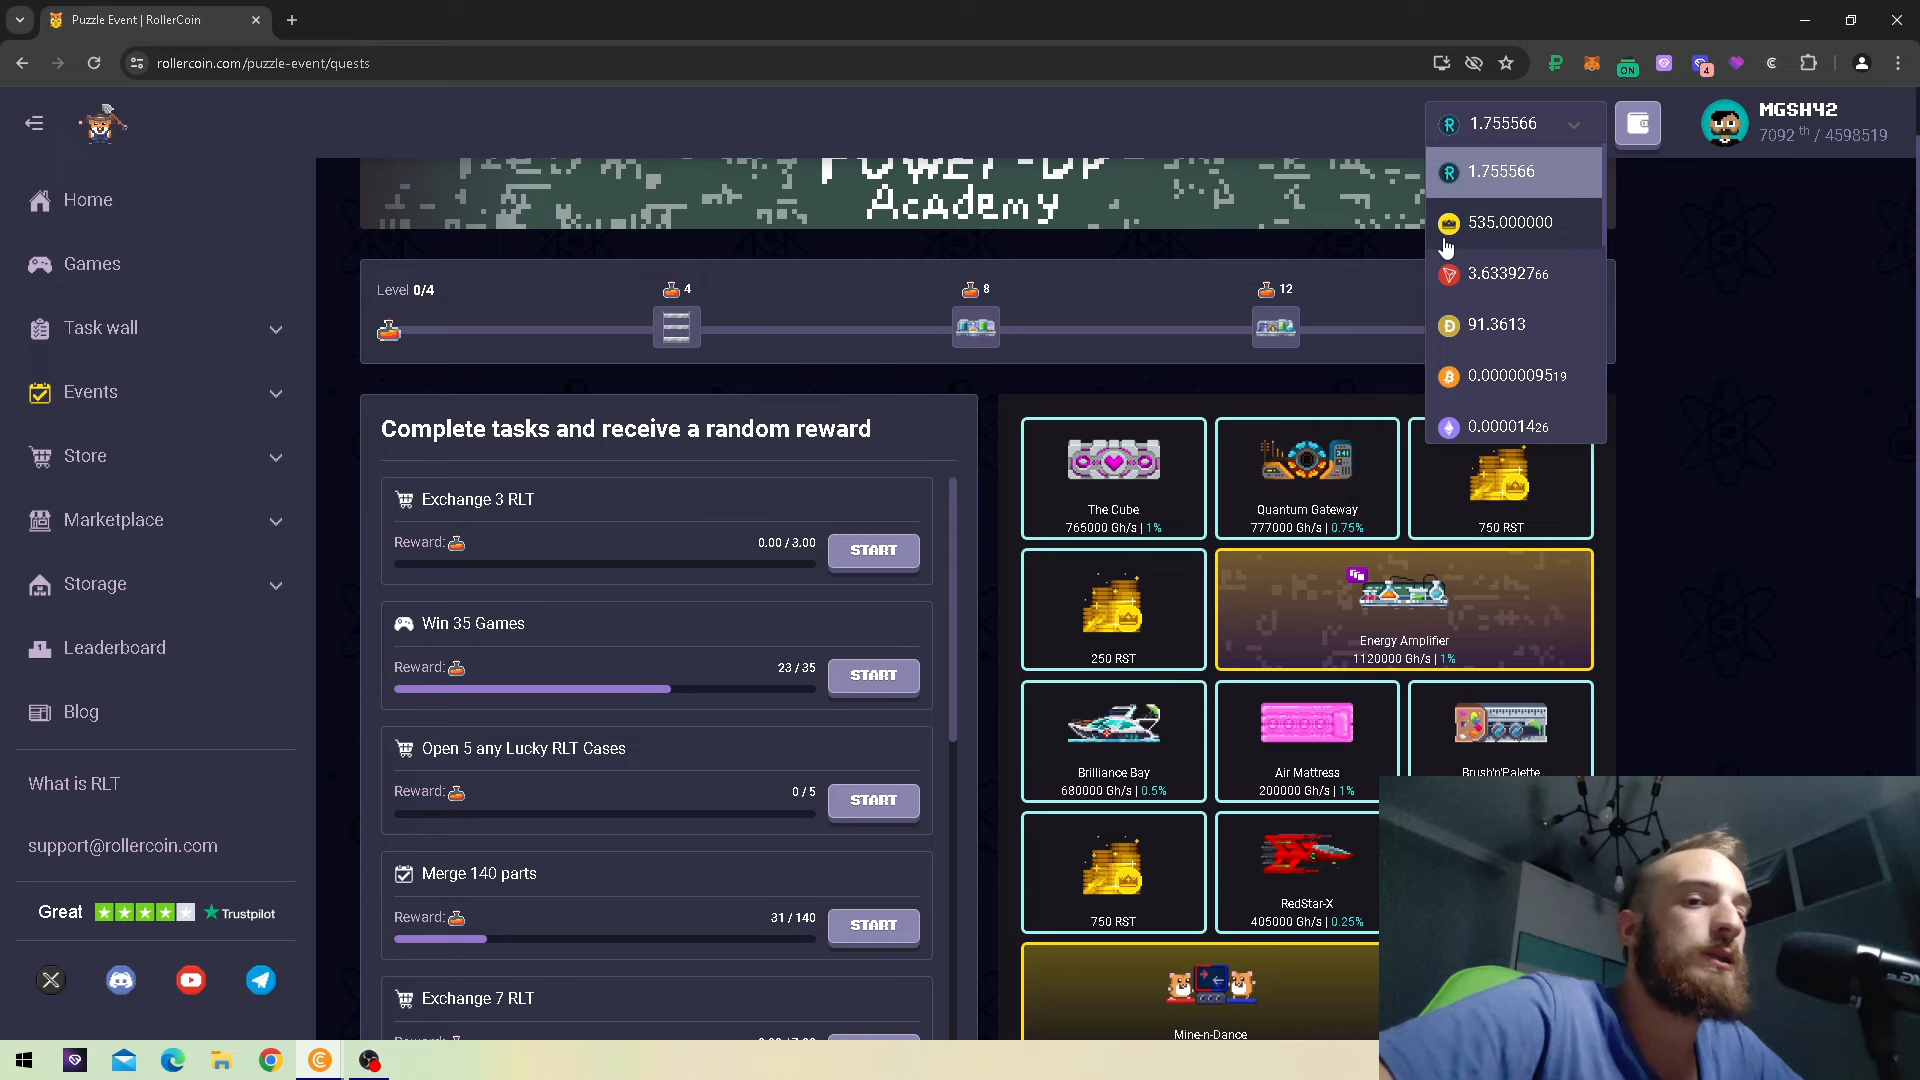 Puzzle Event | RollerCoin
rollercoin.com/puzzle-event/quests
ON
4
1.755566
MGSH42
7092 th / 4598519
1.755566
535.000000
3.63392766
91.3613
0.0000009519
0.00001426
Home
Games
Task wall
Events
Store
Marketplace
Storage
Leaderboard
Blog
What is RLT
support@rollercoin.com
Great
Trustpilot
Power-Up
Academy
Level 0/4
4
8
12
Complete tasks and receive a random reward
Exchange 3 RLT
Reward:
0.00 / 3.00
START
Win 35 Games
Reward:
23 / 35
START
Open 5 any Lucky RLT Cases
Reward:
0 / 5
START
Merge 140 parts
Reward:
31 / 140
START
Exchange 7 RLT
The Cube
765000 Gh/s | 1%
Quantum Gateway
777000 Gh/s | 0.75%
750 RST
250 RST
Energy Amplifier
1120000 Gh/s | 1%
Brilliance Bay
680000 Gh/s | 0.5%
Air Mattress
200000 Gh/s | 1%
Brush'n'Palette
750 RST
RedStar-X
405000 Gh/s | 0.25%
Mine-n-Dance